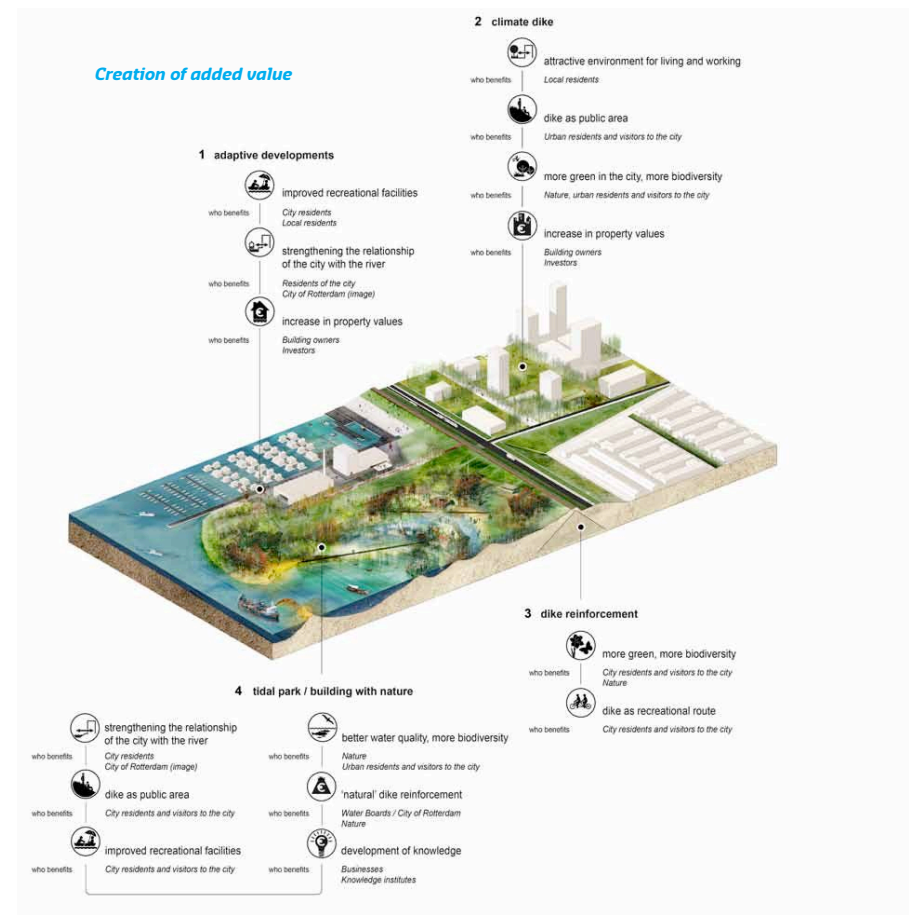 Creation of added value
1 adaptive developments
improved recreational facilities
who benefits City residents
Local residents
strengthening the relationship
of the city with the river
who benefits Residents of the city
City of Rotterdam (image)
increase in property values
who benefits Building owners
Investors
2 climate dike
attractive environment for living and working
who benefits Local residents
dike as public area
who benefits Urban residents and visitors to the city
more green in the city, more biodiversity
who benefits Nature, urban residents and visitors to the city
increase in property values
who benefits Building owners
Investors
3 dike reinforcement
more green, more biodiversity
who benefits City residents and visitors to the city
Nature
dike as recreational route
who benefits City residents and visitors to the city
4 tidal park / building with nature
strengthening the relationship
of the city with the river
who benefits City residents
City of Rotterdam (image)
dike as public area
who benefits City residents and visitors to the city
improved recreational facilities
who benefits City residents and visitors to the city
better water quality, more biodiversity
who benefits Nature
Urban residents and visitors to the city
'natural' dike reinforcement
who benefits Water Boards / City of Rotterdam
Nature
development of knowledge
who benefits Businesses
Knowledge institutes